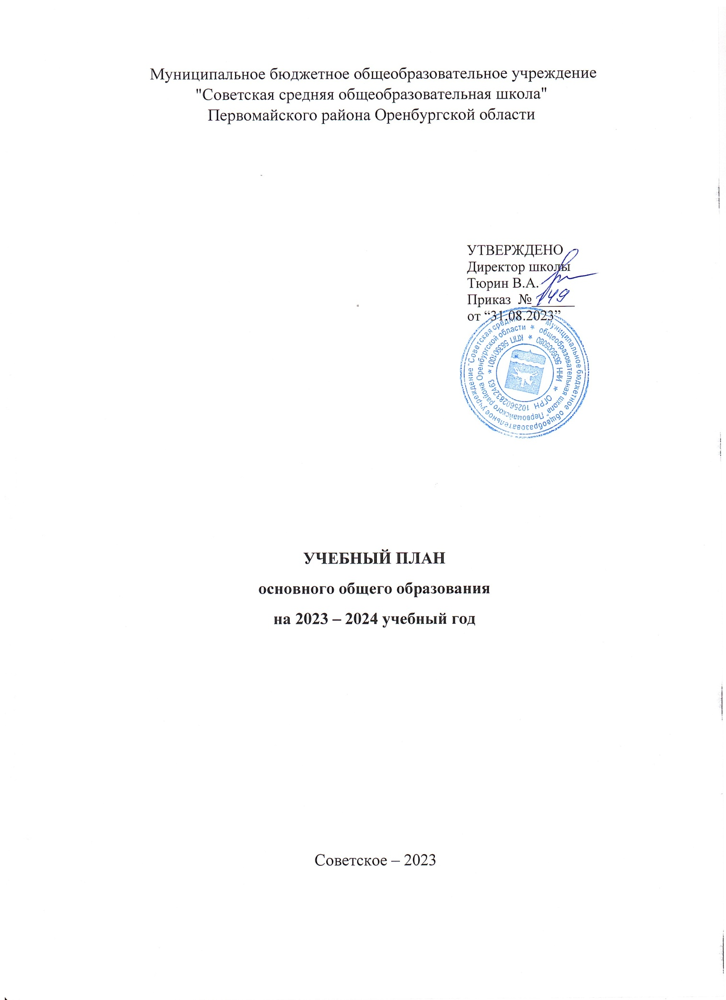 Муниципальное бюджетное общеобразовательное учреждение
"Советская средняя общеобразовательная школа"
Первомайского района Оренбургской области
УТВЕРЖДЕНО
Директор школы
Тюрин В.А.
Приказ № 149
от “31.08.2023”
Муниципальное бюджетное общеобразовательное учреждение "Советская средняя
общеобразовательная школа" Первомайского района Оренбургской области *
ИНН 5639005080 * ОГРН 1025602832463 * КПП 563901001 *
УЧЕБНЫЙ ПЛАН
основного общего образования
на 2023 – 2024 учебный год
Советское – 2023